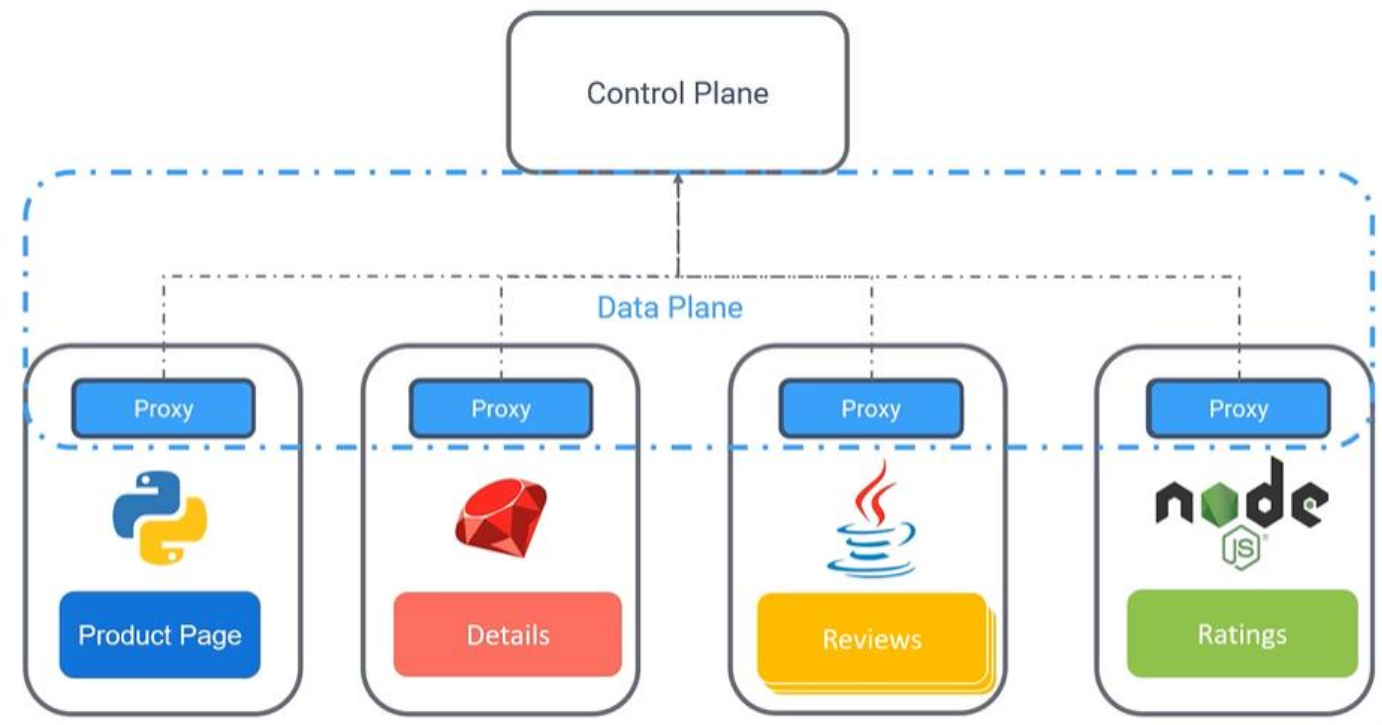 Control Plane
Data Plane
Proxy
Proxy
Proxy
Proxy
node
JS
Product Page
Details
Reviews
Ratings